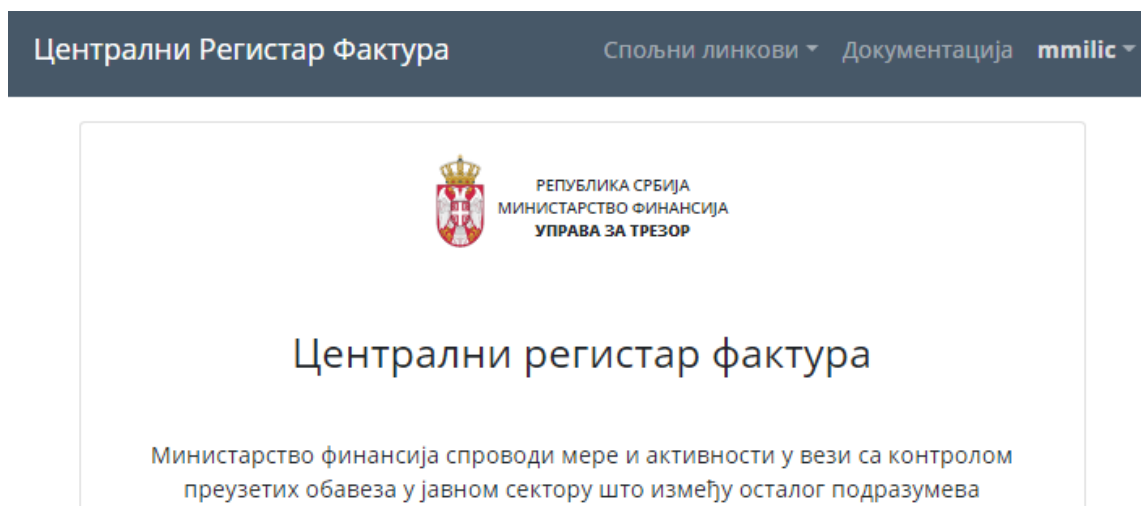 Централни Регистар Фактура Спољни линкови Документација mmilic
РЕПУБЛИКА СРБИЈА
МИНИСТАРСТВО ФИНАНСИЈА
УПРАВА ЗА ТРЕЗОР
Централни регистар фактура
Министарство финансија спроводи мере и активности у вези са контролом
преузетих обавеза у јавном сектору што између осталог подразумева